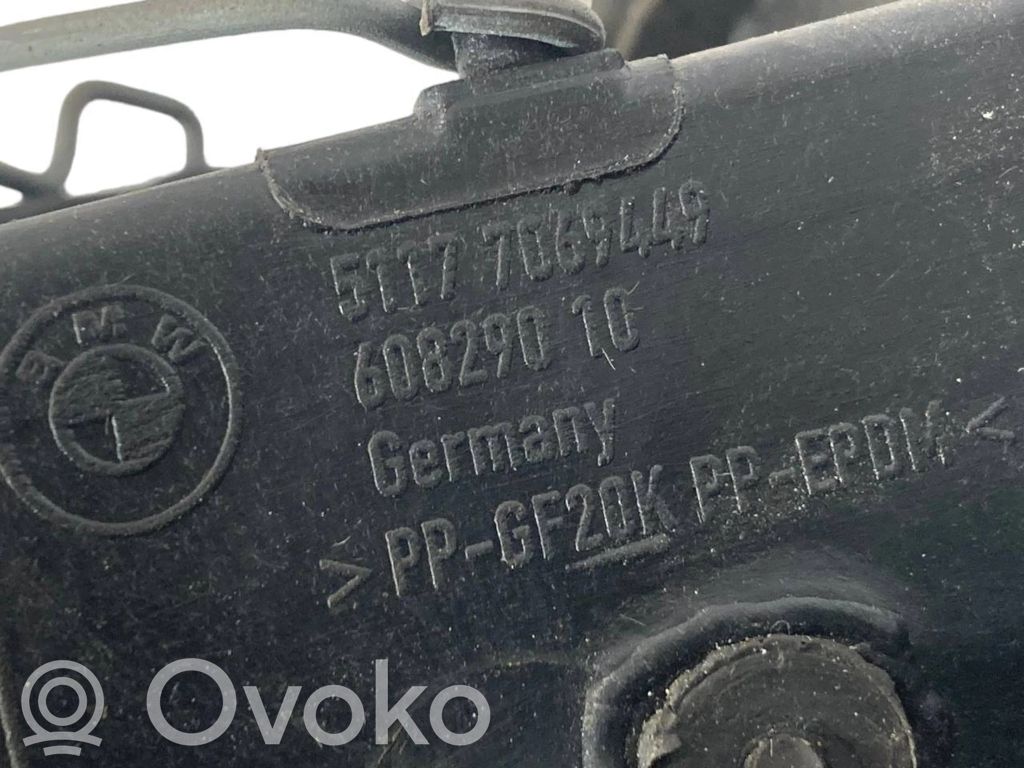 5117 7069449
608290 10
Germany
>PP-GF20K PP-EPDM<
BMW
Ovoko